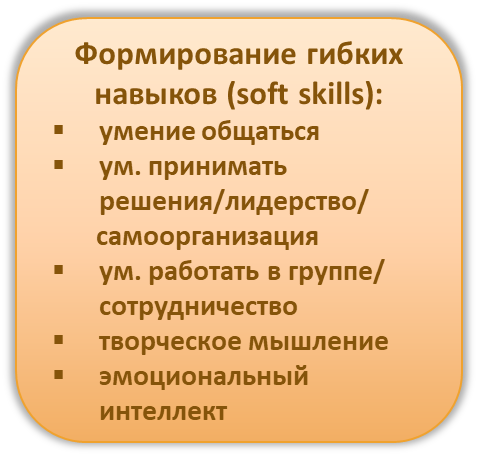 Формирование гибких
навыков (soft skills):
▪ умение общаться
▪ ум. принимать
решения/лидерство/
самоорганизация
▪ ум. работать в группе/
сотрудничество
▪ творческое мышление
▪ эмоциональный
интеллект